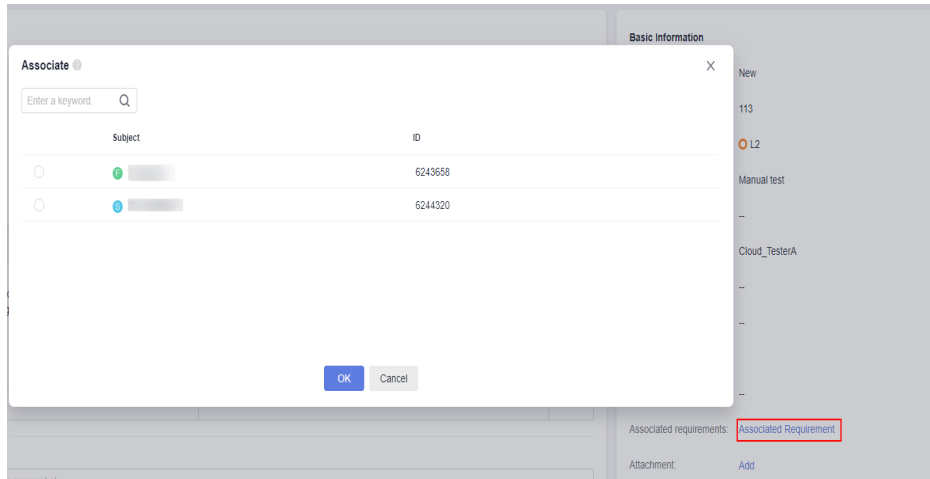 Basic Information
Associate
New
Enter a keyword.
113
Subject ID
L2
F 6243658
Manual test
S 6244320
--
Cloud_TesterA
--
--
OK Cancel
--
Associated requirements: Associated Requirement
Attachment: Add